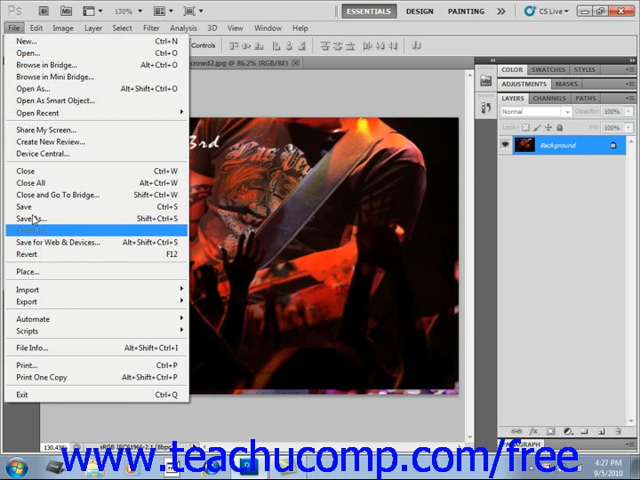 Ps 130% ESSENTIALS DESIGN PAINTING CS Live
File Edit Image Layer Select Filter Analysis 3D View Window Help
Controls
crowd2.jpg @ 86.2% (RGB/8#)
New... Ctrl+N
Open... Ctrl+O
Browse in Bridge... Alt+Ctrl+O
Browse in Mini Bridge...
Open As... Alt+Shift+Ctrl+O
Open As Smart Object...
Open Recent
Share My Screen...
Create New Review...
Device Central...
Close Ctrl+W
Close All Alt+Ctrl+W
Close and Go To Bridge... Shift+Ctrl+W
Save Ctrl+S
Save As... Shift+Ctrl+S
Save for Web & Devices... Alt+Shift+Ctrl+S
Revert F12
Place...
Import
Export
Automate
Scripts
File Info... Alt+Shift+Ctrl+I
Print... Ctrl+P
Print One Copy Alt+Shift+Ctrl+P
Exit Ctrl+Q
3rd
COLOR SWATCHES STYLES
ADJUSTMENTS MASKS
LAYERS CHANNELS PATHS
Normal Opacity: 100%
Lock: Fill: 100%
Background
PARAGRAPH
www.teachucomp.com/free
4:27 PM
9/5/2010